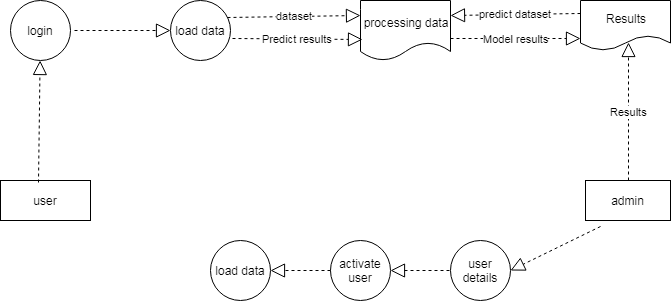 login
load data
dataset
Predict results
processing data
predict dataset
Model results
Results
Results
user
admin
load data
activate
user
user
details